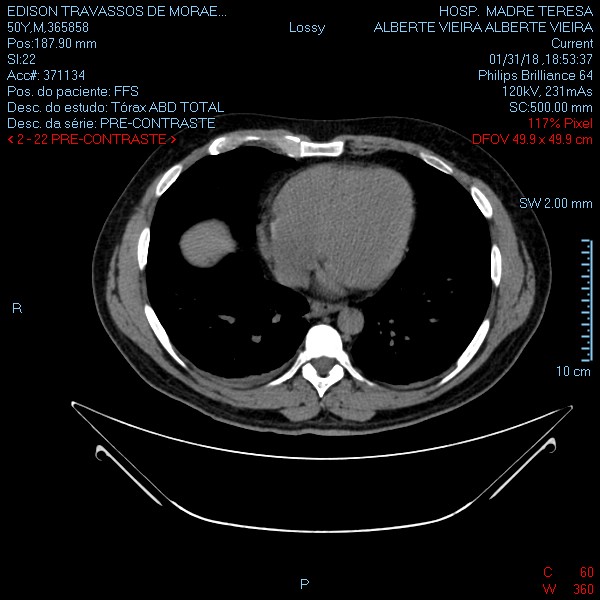 EDISON TRAVASSOS DE MORAE...
50Y,M,365858
Pos:187.90 mm
Sl:22
Acc#: 371134
Pos. do paciente: FFS
Desc. do estudo: Tórax ABD TOTAL
Desc. da série: PRE-CONTRASTE
< 2 - 22 PRE-CONTRASTE >
Lossy
HOSP. MADRE TERESA
ALBERTE VIEIRA ALBERTE VIEIRA
Current
01/31/18 ,18:53:37
Philips Brilliance 64
120kV, 231mAs
SC:500.00 mm
117% Pixel
DFOV 49.9 x 49.9 cm
SW 2.00 mm
R
10 cm
P
C 60
W 360